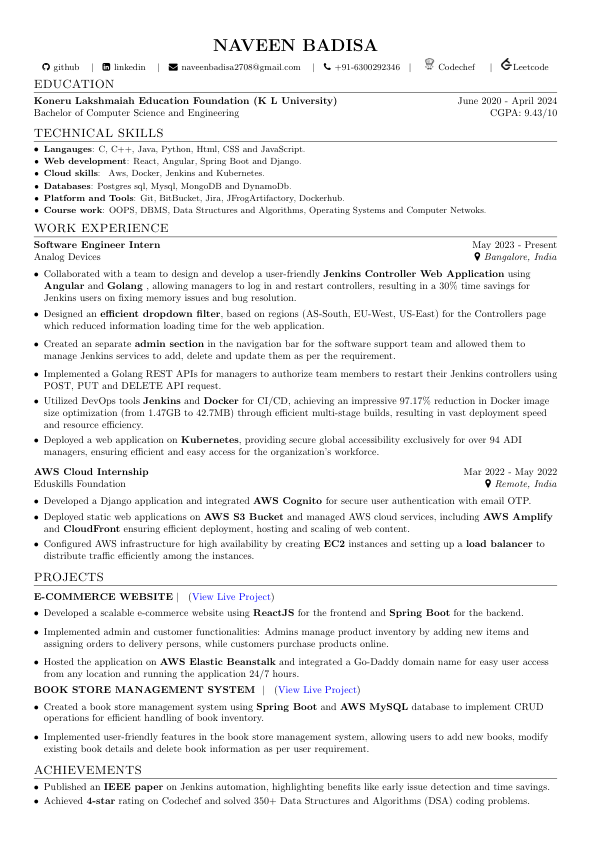 NAVEEN BADISA
github | linkedin | naveenbadisa2708@gmail.com | +91-6300292346 | Codechef | Leetcode
EDUCATION
Koneru Lakshmaiah Education Foundation (K L University) June 2020 - April 2024
Bachelor of Computer Science and Engineering CGPA: 9.43/10
TECHNICAL SKILLS
• Langauges: C, C++, Java, Python, Html, CSS and JavaScript.
• Web development: React, Angular, Spring Boot and Django.
• Cloud skills: Aws, Docker, Jenkins and Kubernetes.
• Databases: Postgres sql, Mysql, MongoDB and DynamoDb.
• Platform and Tools: Git, BitBucket, Jira, JFrogArtifactory, Dockerhub.
• Course work: OOPS, DBMS, Data Structures and Algorithms, Operating Systems and Computer Netwoks.
WORK EXPERIENCE
Software Engineer Intern May 2023 - Present
Analog Devices Bangalore, India
• Collaborated with a team to design and develop a user-friendly Jenkins Controller Web Application using
Angular and Golang , allowing managers to log in and restart controllers, resulting in a 30% time savings for
Jenkins users on fixing memory issues and bug resolution.
• Designed an efficient dropdown filter, based on regions (AS-South, EU-West, US-East) for the Controllers page
which reduced information loading time for the web application.
• Created an separate admin section in the navigation bar for the software support team and allowed them to
manage Jenkins services to add, delete and update them as per the requirement.
• Implemented a Golang REST APIs for managers to authorize team members to restart their Jenkins controllers using
POST, PUT and DELETE API request.
• Utilized DevOps tools Jenkins and Docker for CI/CD, achieving an impressive 97.17% reduction in Docker image
size optimization (from 1.47GB to 42.7MB) through efficient multi-stage builds, resulting in vast deployment speed
and resource efficiency.
• Deployed a web application on Kubernetes, providing secure global accessibility exclusively for over 94 ADI
managers, ensuring efficient and easy access for the organization's workforce.
AWS Cloud Internship Mar 2022 - May 2022
Eduskills Foundation Remote, India
• Developed a Django application and integrated AWS Cognito for secure user authentication with email OTP.
• Deployed static web applications on AWS S3 Bucket and managed AWS cloud services, including AWS Amplify
and CloudFront ensuring efficient deployment, hosting and scaling of web content.
• Configured AWS infrastructure for high availability by creating EC2 instances and setting up a load balancer to
distribute traffic efficiently among the instances.
PROJECTS
E-COMMERCE WEBSITE | (View Live Project)
• Developed a scalable e-commerce website using ReactJS for the frontend and Spring Boot for the backend.
• Implemented admin and customer functionalities: Admins manage product inventory by adding new items and
assigning orders to delivery persons, while customers purchase products online.
• Hosted the application on AWS Elastic Beanstalk and integrated a Go-Daddy domain name for easy user access
from any location and running the application 24/7 hours.
BOOK STORE MANAGEMENT SYSTEM | (View Live Project)
• Created a book store management system using Spring Boot and AWS MySQL database to implement CRUD
operations for efficient handling of book inventory.
• Implemented user-friendly features in the book store management system, allowing users to add new books, modify
existing book details and delete book information as per user requirement.
ACHIEVEMENTS
• Published an IEEE paper on Jenkins automation, highlighting benefits like early issue detection and time savings.
• Achieved 4-star rating on Codechef and solved 350+ Data Structures and Algorithms (DSA) coding problems.